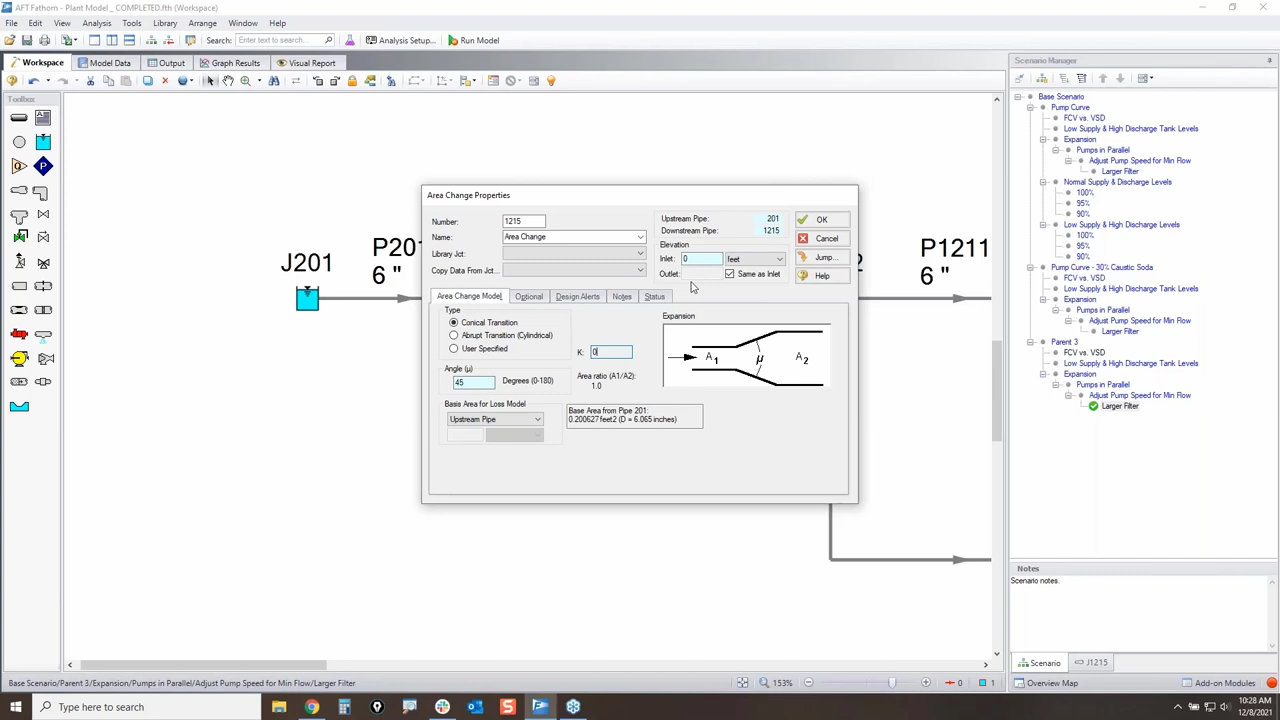 AFT Fathom - Plant Model _ COMPLETED.fth (Workspace)
File Edit View Analysis Tools Library Arrange Window Help
Search: Enter text to search... Analysis Setup... Run Model
Workspace Model Data Output Graph Results Visual Report
Toolbox
J201
P201
6 "
P1211
6 "
Area Change Properties
Number: 1215
Name: Area Change
Library Jct:
Copy Data From Jct...
Upstream Pipe: 201
Downstream Pipe: 1215
Elevation
Inlet: 0 feet
Outlet: Same as Inlet
OK
Cancel
Jump...
Help
Area Change Model Optional Design Alerts Notes Status
Type
Conical Transition
Abrupt Transition (Cylindrical)
User Specified
K: 0
Angle (µ)
45 Degrees (0-180)
Area ratio (A1/A2):
1.0
Basis Area for Loss Model
Upstream Pipe
Base Area from Pipe 201:
0.200627 feet2 (D = 6.065 inches)
Expansion
A1 µ A2
Scenario Manager
Base Scenario
Pump Curve
FCV vs. VSD
Low Supply & High Discharge Tank Levels
Expansion
Pumps in Parallel
Adjust Pump Speed for Min Flow
Larger Filter
Normal Supply & Discharge Levels
100%
95%
90%
Low Supply & High Discharge Levels
100%
95%
90%
Pump Curve - 30% Caustic Soda
FCV vs. VSD
Low Supply & High Discharge Tank Levels
Expansion
Pumps in Parallel
Adjust Pump Speed for Min Flow
Larger Filter
Parent 3
FCV vs. VSD
Low Supply & High Discharge Tank Levels
Expansion
Pumps in Parallel
Adjust Pump Speed for Min Flow
Larger Filter
Notes
Scenario notes.
Scenario J1215
Base Scenario/Parent 3/Expansion/Pumps in Parallel/Adjust Pump Speed for Min Flow/Larger Filter
153% 0 1 Overview Map Add-on Modules
Type here to search
10:28 AM
12/8/2021